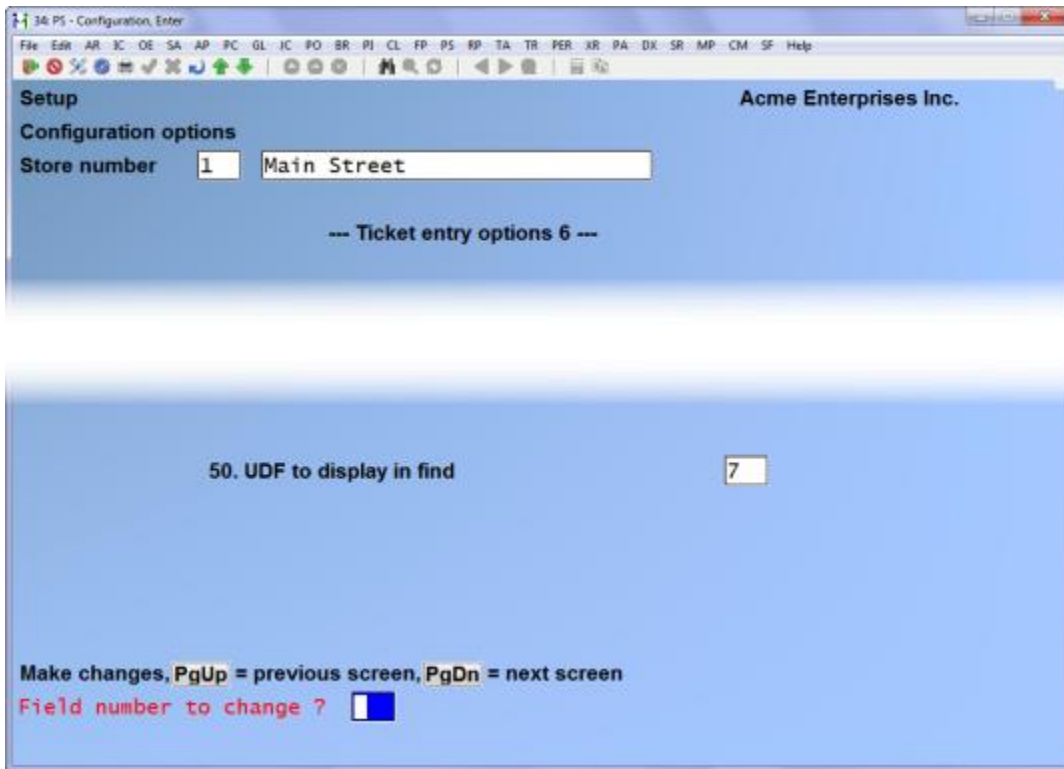 34: PS - Configuration, Enter
File Edit AR IC OE SA AP PC GL JC PO BR PI CL FP PS RP TA TR PER XR PA DX SR MP CM SF Help
Setup Acme Enterprises Inc.
Configuration options
Store number 1 Main Street
--- Ticket entry options 6 ---
50. UDF to display in find 7
Make changes, PgUp = previous screen, PgDn = next screen
Field number to change ?